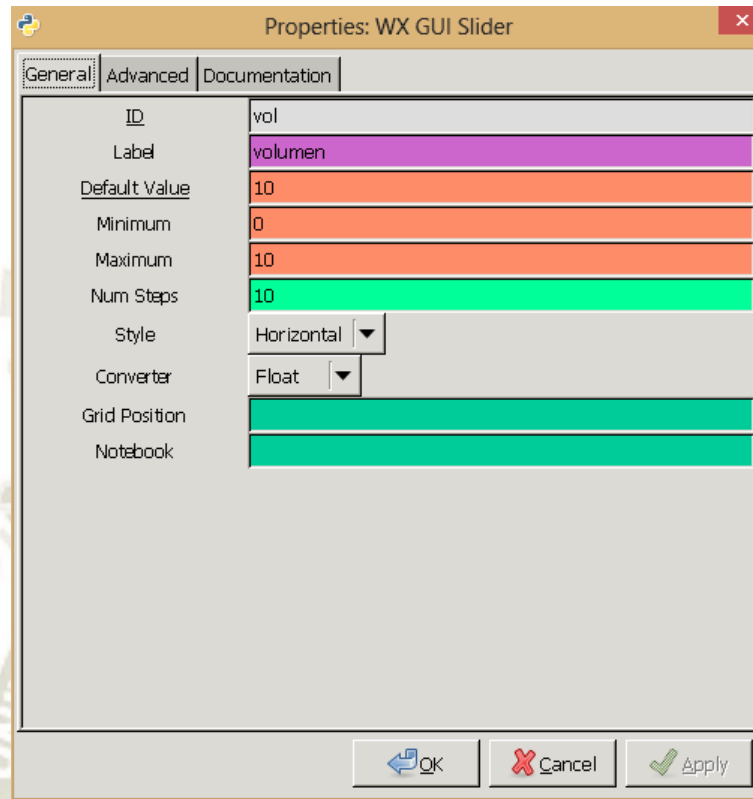 Properties: WX GUI Slider
General Advanced Documentation
ID vol
Label volumen
Default Value 10
Minimum 0
Maximum 10
Num Steps 10
Style Horizontal
Converter Float
Grid Position
Notebook
OK Cancel Apply